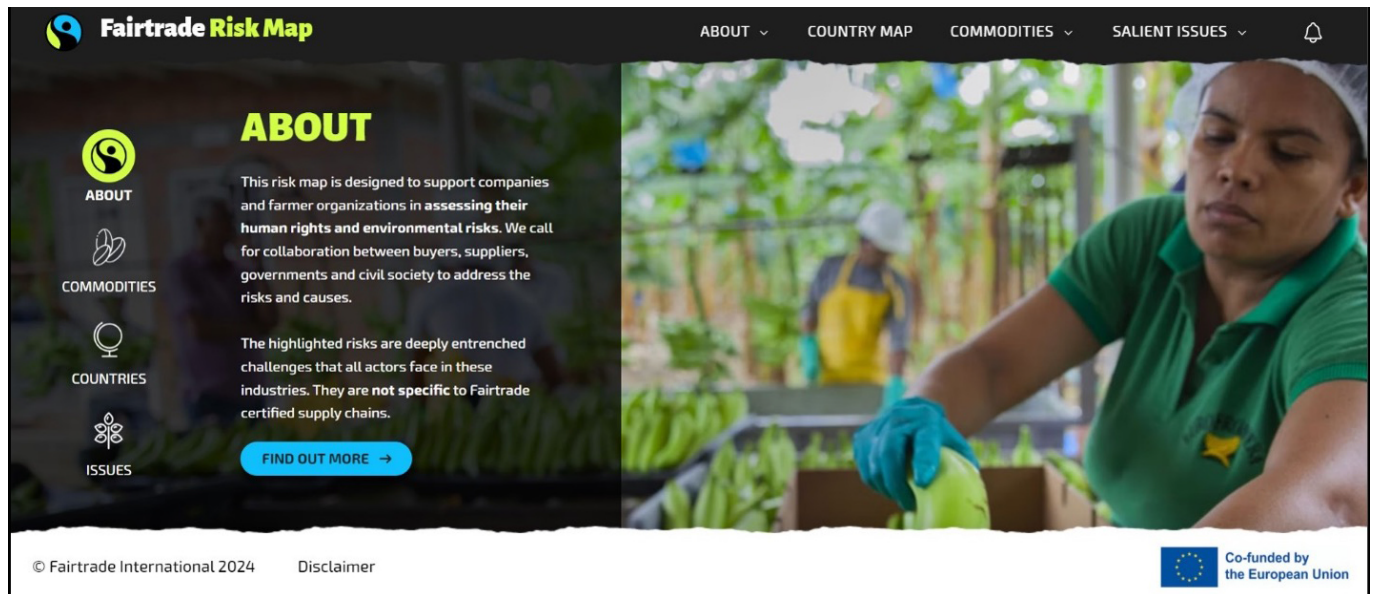 Fairtrade Risk Map
ABOUT
COUNTRY MAP
COMMODITIES
SALIENT ISSUES
ABOUT
COMMODITIES
COUNTRIES
ISSUES
ABOUT
This risk map is designed to support companies
and farmer organizations in assessing their
human rights and environmental risks. We call
for collaboration between buyers, suppliers,
governments and civil society to address the
risks and causes.
The highlighted risks are deeply entrenched
challenges that all actors face in these
industries. They are not specific to Fairtrade
certified supply chains.
FIND OUT MORE →
© Fairtrade International 2024
Disclaimer
Co-funded by
the European Union